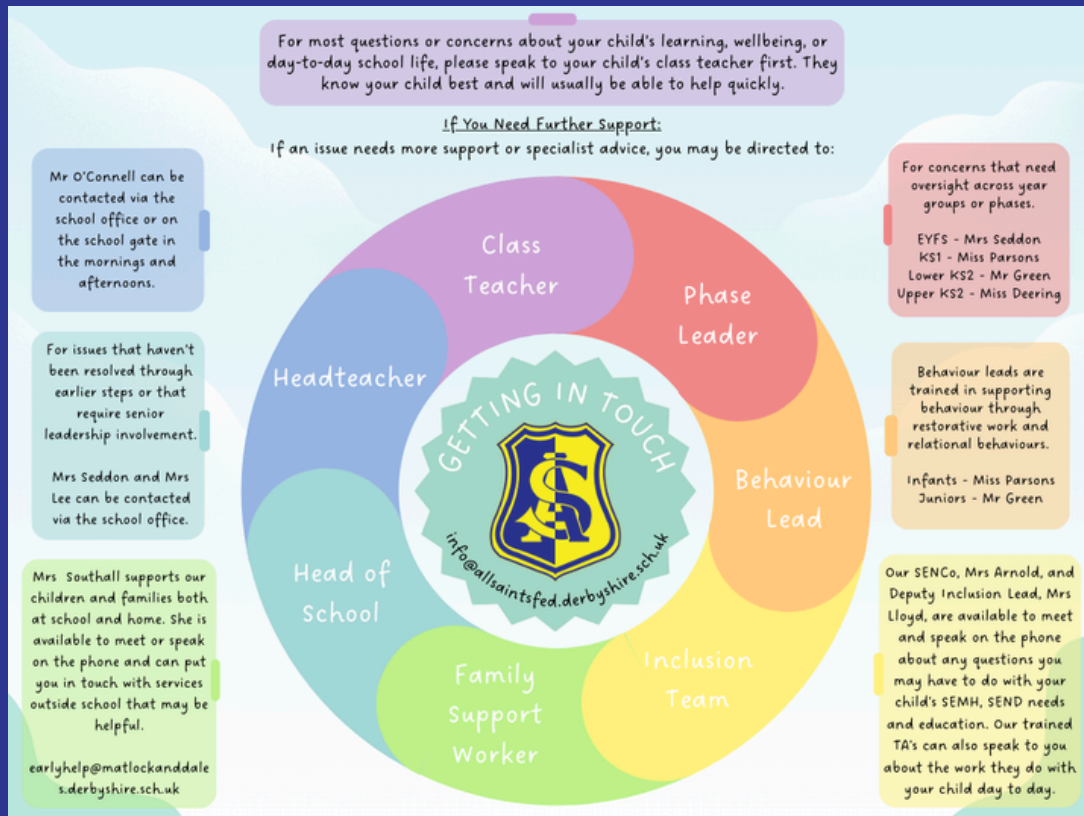 For most questions or concerns about your child's learning, wellbeing, or
day-to-day school life, please speak to your child's class teacher first. They
know your child best and will usually be able to help quickly.
If You Need Further Support:
If an issue needs more support or specialist advice, you may be directed to:
Mr O'Connell can be
contacted via the
school office or on
the school gate in
the mornings and
afternoons.
For issues that haven't
been resolved through
earlier steps or that
require senior
leadership involvement.
Mrs Seddon and Mrs
Lee can be contacted
via the school office.
Mrs Southall supports our
children and families both
at school and home. She is
available to meet or speak
on the phone and can put
you in touch with services
outside school that may be
helpful.
earlyhelp@matlockanddale
s.derbyshire.sch.uk
Class
Teacher
Phase
Leader
Behaviour
Lead
Inclusion
Team
Family
Support
Worker
Head of
School
Headteacher
GETTING IN TOUCH
info@allsaintsfed.derbyshire.sch.uk
For concerns that need
oversight across year
groups or phases.
EYFS - Mrs Seddon
KS1 - Miss Parsons
Lower KS2 - Mr Green
Upper KS2 - Miss Deering
Behaviour leads are
trained in supporting
behaviour through
restorative work and
relational behaviours.
Infants - Miss Parsons
Juniors - Mr Green
Our SENCo, Mrs Arnold, and
Deputy Inclusion Lead, Mrs
Lloyd, are available to meet
and speak on the phone
about any questions you
may have to do with your
child's SEMH, SEND needs
and education. Our trained
TA's can also speak to you
about the work they do with
your child day to day.